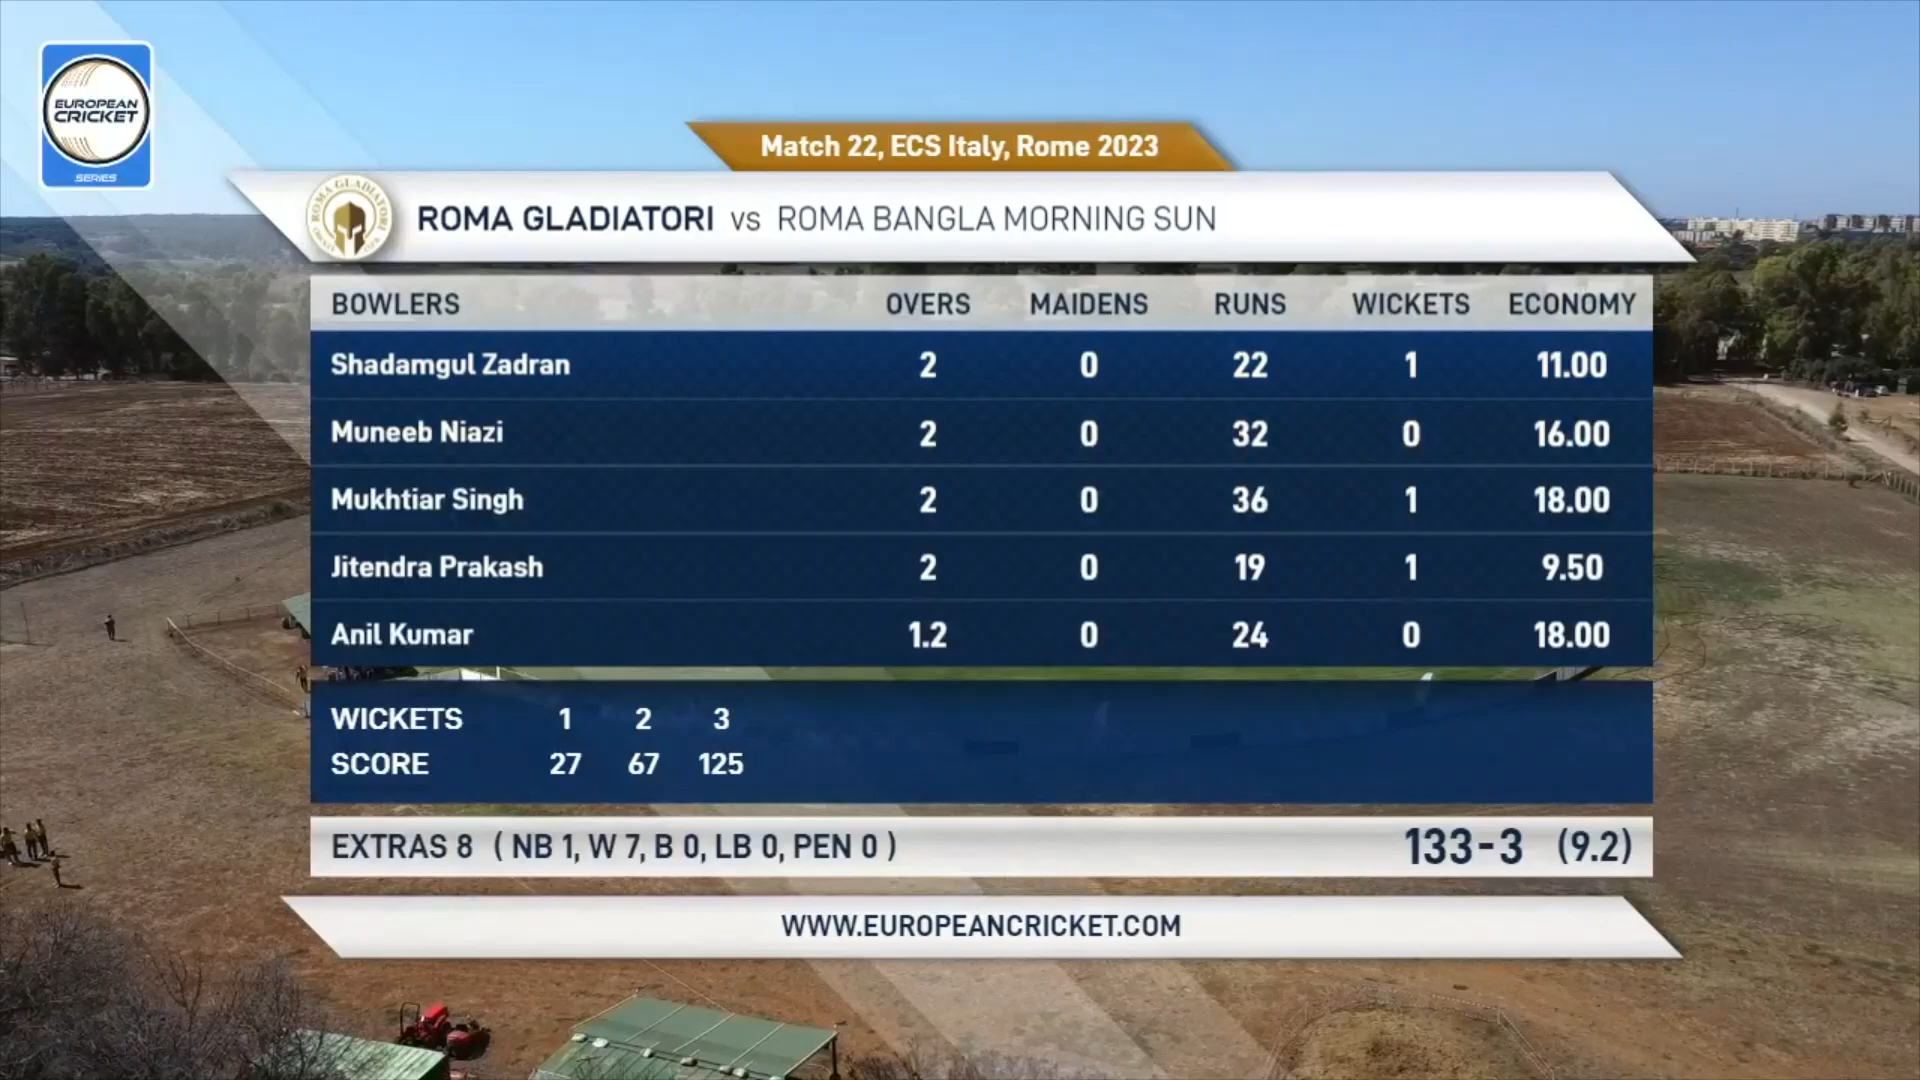 EUROPEAN
CRICKET
SERIES
Match 22, ECS Italy, Rome 2023
ROMA GLADIATORI
ROMA GLADIATORI vs ROMA BANGLA MORNING SUN
BOWLERS OVERS MAIDENS RUNS WICKETS ECONOMY
Shadamgul Zadran 2 0 22 1 11.00
Muneeb Niazi 2 0 32 0 16.00
Mukhtiar Singh 2 0 36 1 18.00
Jitendra Prakash 2 0 19 1 9.50
Anil Kumar 1.2 0 24 0 18.00
WICKETS 1 2 3
SCORE 27 67 125
EXTRAS 8 ( NB 1, W 7, B 0, LB 0, PEN 0 ) 133-3 (9.2)
WWW.EUROPEANCRICKET.COM